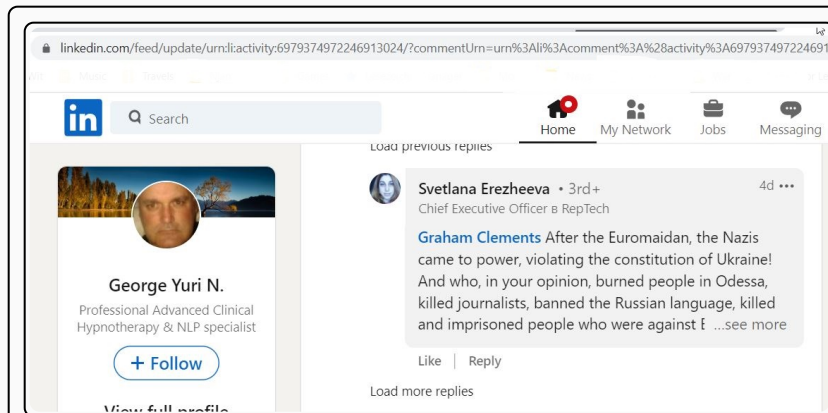 linkedin.com/feed/update/urn:li:activity:6979374972246913024/?commentUrn=urn%3Ali%3Acomment%3A%28activity%3A697937497224691
in
Search
Home
My Network
Jobs
Messaging
Load previous replies
Svetlana Erezheeva • 3rd+
4d •••
Chief Executive Officer в RepTech
Graham Clements After the Euromaidan, the Nazis
came to power, violating the constitution of Ukraine!
And who, in your opinion, burned people in Odessa,
killed journalists, banned the Russian language, killed
and imprisoned people who were against E ...see more
Like | Reply
Load more replies
George Yuri N.
Professional Advanced Clinical
Hypnotherapy & NLP specialist
+ Follow
View full profile